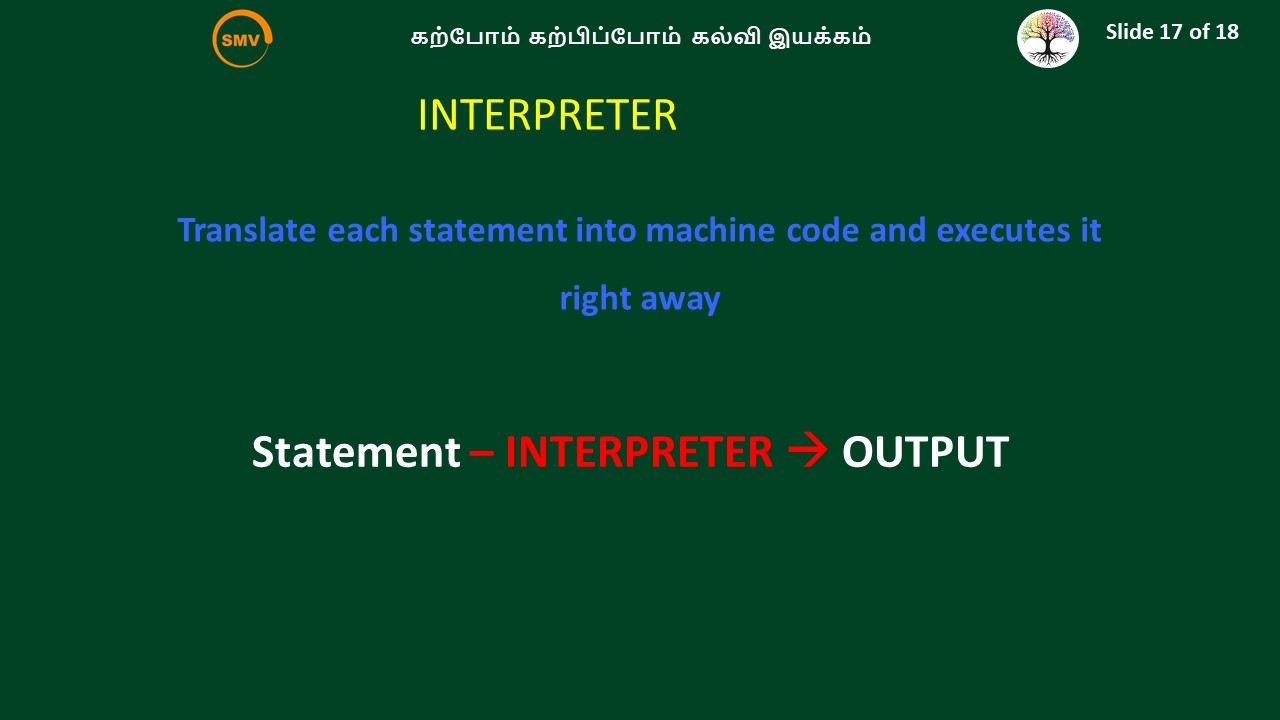 SMV
கற்போம் கற்பிப்போம் கல்வி இயக்கம்
Slide 17 of 18
INTERPRETER
Translate each statement into machine code and executes it
right away
Statement – INTERPRETER → OUTPUT